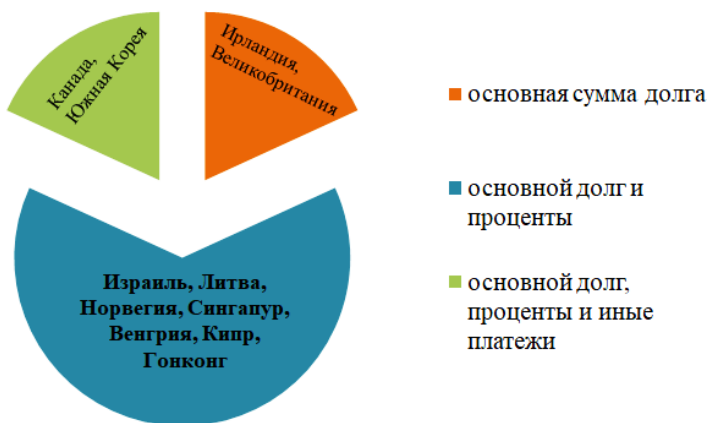 Канада,
Южная Корея
Ирландия,
Великобритания
Израиль, Литва,
Норвегия, Сингапур,
Венгрия, Кипр,
Гонконг
основная сумма долга
основной долг и
проценты
основной долг,
проценты и иные
платежи